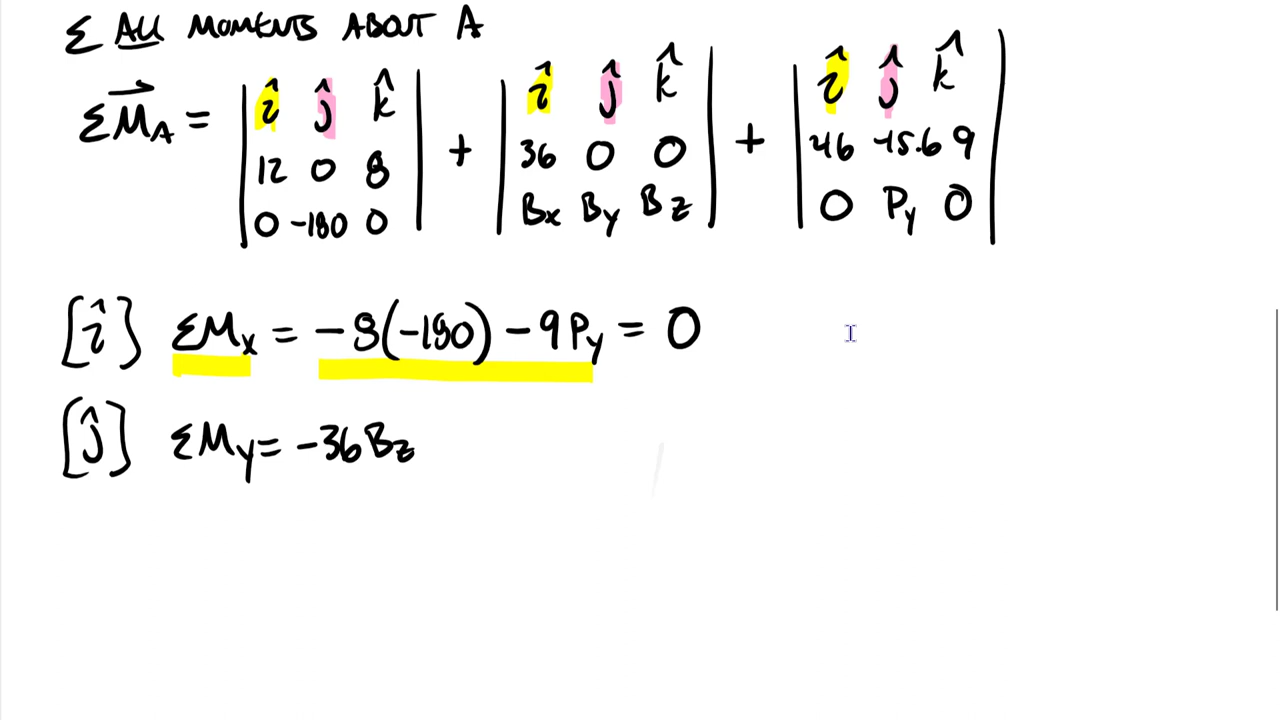 Σ ALL MOMENTS ABOUT A
ΣM⃗_A = | î ĵ k̂ | + | î ĵ k̂ | + | î ĵ k̂ |
| 12 0 8 | | 36 0 0 | | 46 -15.6 9 |
| 0 -180 0 | | Bx By Bz | | 0 Py 0 |
[î] ΣMx = -8(-180) - 9Py = 0
[ĵ] ΣMy = -36Bz